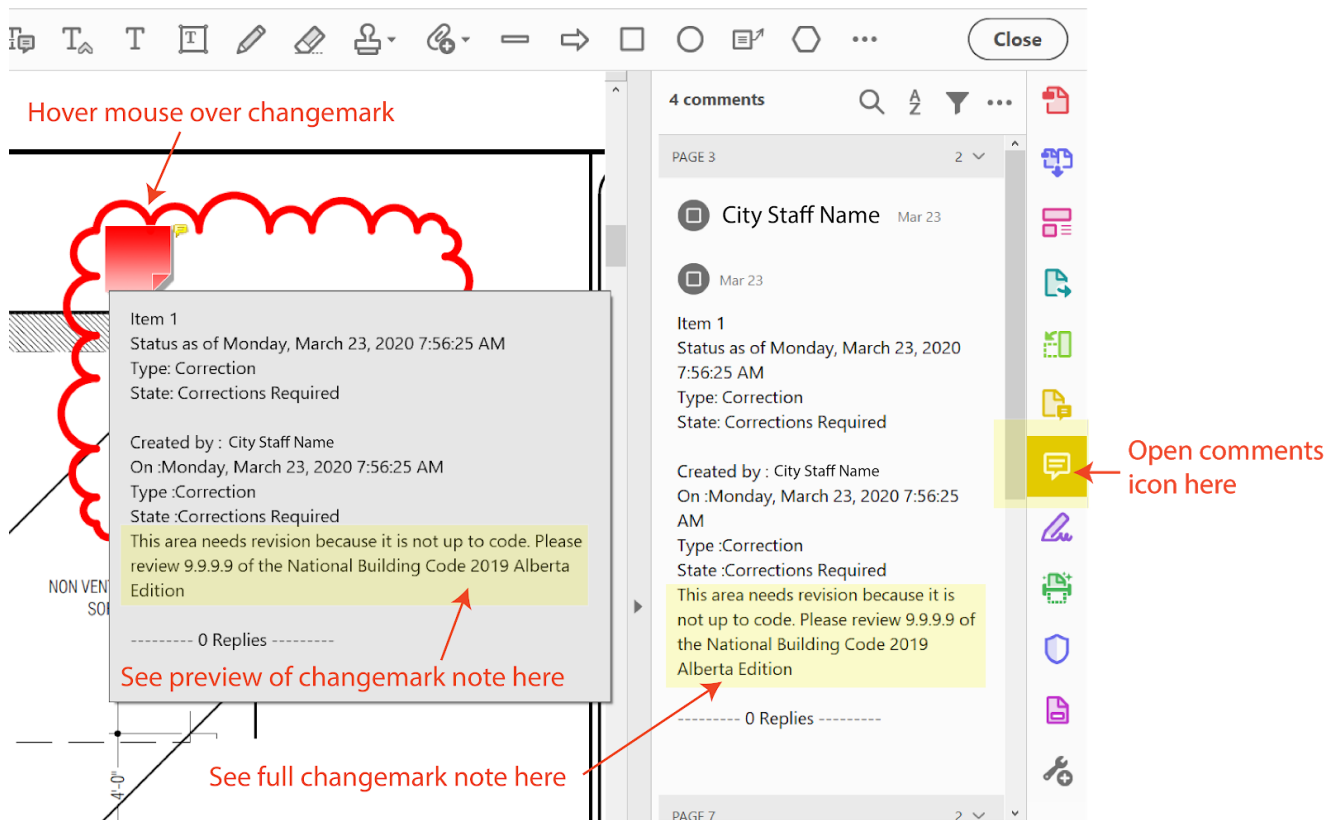 Close
Hover mouse over changemark
4 comments
PAGE 3
2
City Staff Name Mar 23
Mar 23
Item 1
Status as of Monday, March 23, 2020
7:56:25 AM
Type: Correction
State: Corrections Required
Created by : City Staff Name
On :Monday, March 23, 2020 7:56:25
AM
Type :Correction
State :Corrections Required
This area needs revision because it is
not up to code. Please review 9.9.9.9 of
the National Building Code 2019
Alberta Edition
--------- 0 Replies ---------
PAGE 7
2
Item 1
Status as of Monday, March 23, 2020 7:56:25 AM
Type: Correction
State: Corrections Required
Created by : City Staff Name
On :Monday, March 23, 2020 7:56:25 AM
Type :Correction
State :Corrections Required
This area needs revision because it is not up to code. Please
review 9.9.9.9 of the National Building Code 2019 Alberta
Edition
--------- 0 Replies ---------
See preview of changemark note here
See full changemark note here
Open comments
icon here
NON
4'-0"